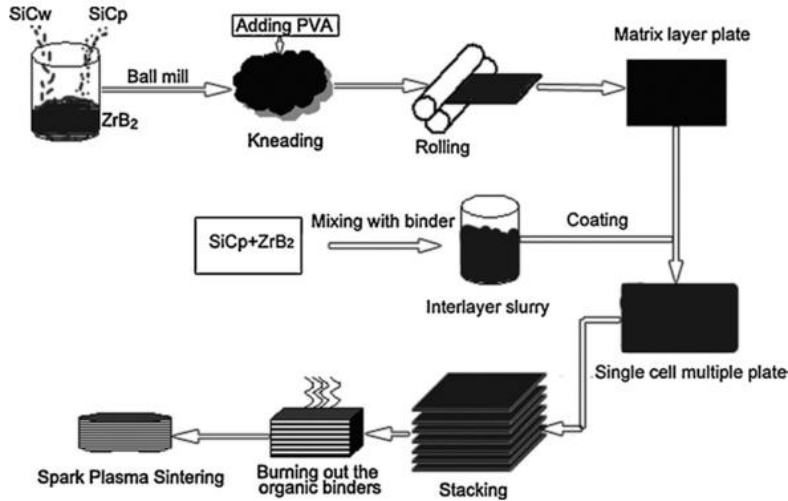 SiCw SiCp
Adding PVA
Ball mill
ZrB₂
Kneading
Rolling
Matrix layer plate
SiCp+ZrB₂
Mixing with binder
Coating
Interlayer slurry
Single cell multiple plate
Spark Plasma Sintering
Burning out the
organic binders
Stacking